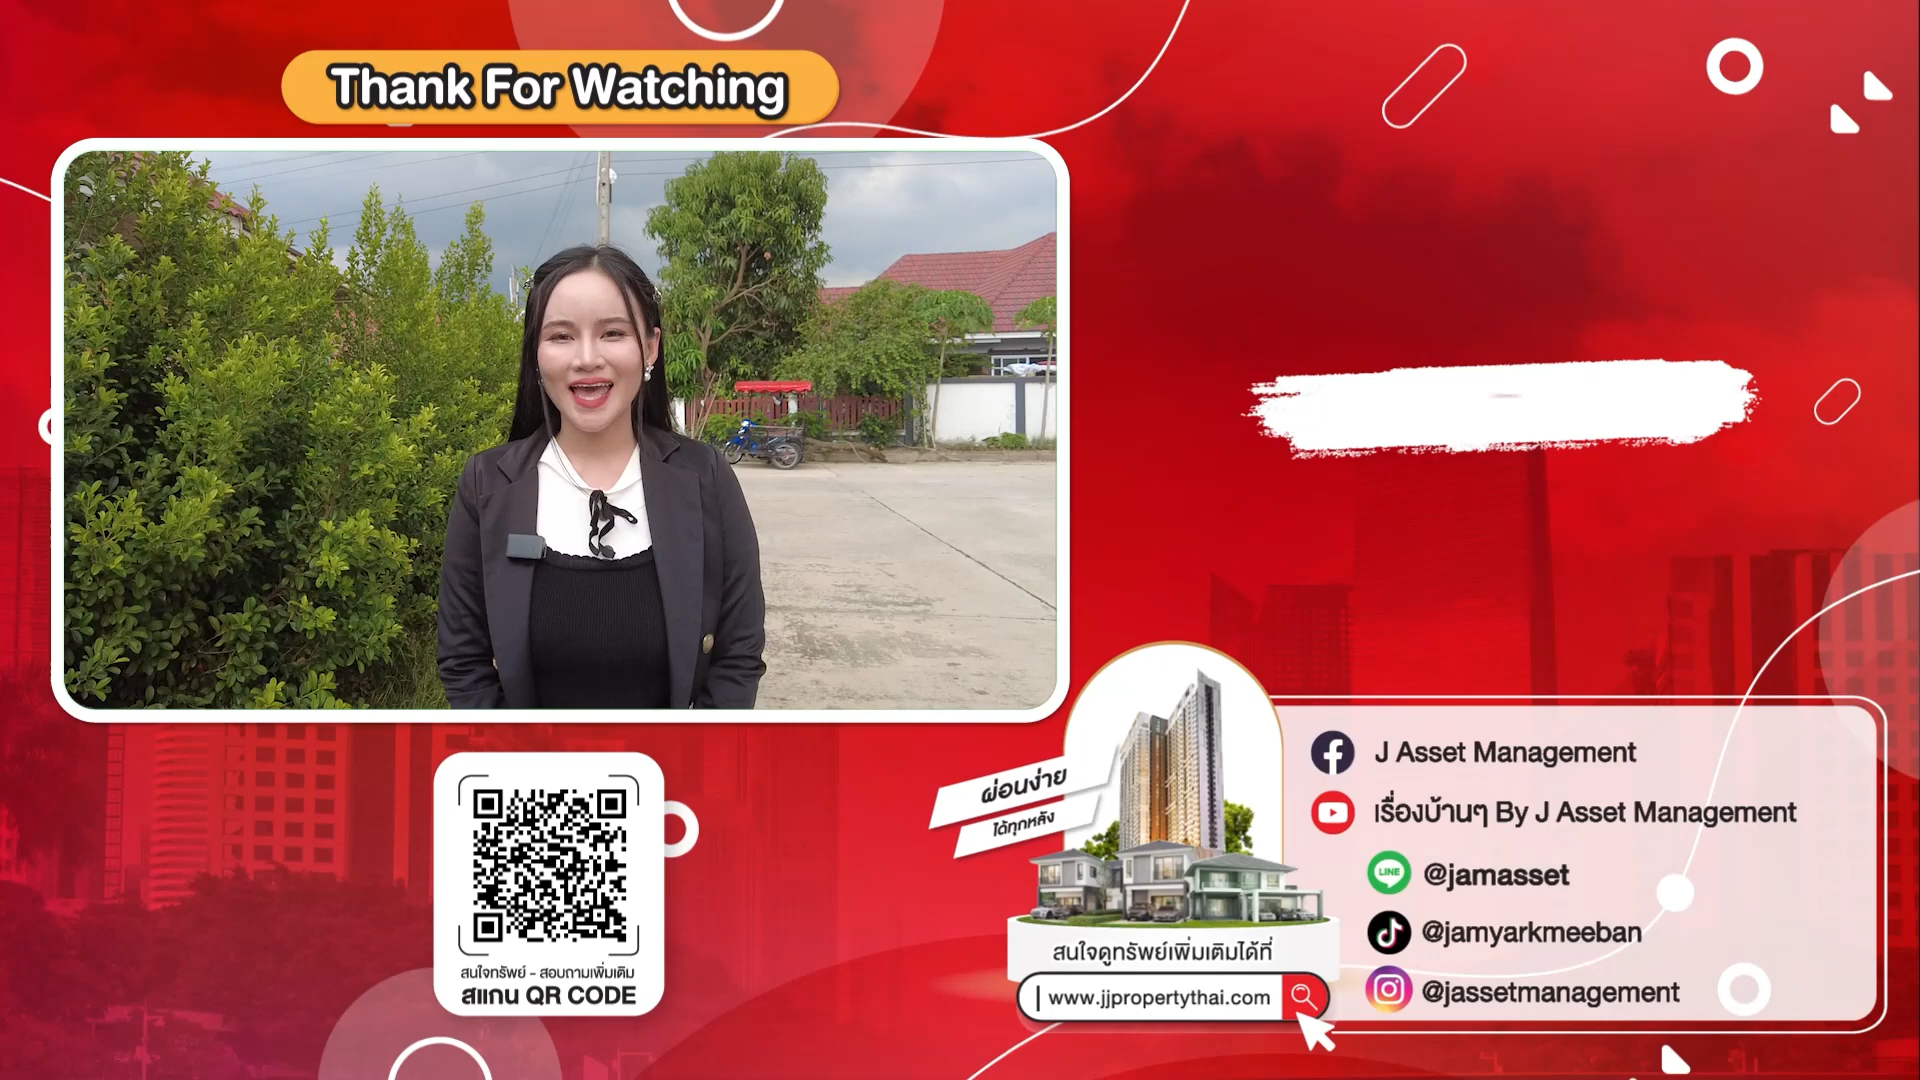 Thank For Watching
ผ่อนง่าย
ได้ทุกหลัง
สนใจดูทรัพย์เพิ่มเติมได้ที่
www.jjpropertythai.com
J Asset Management
เรื่องบ้านๆ By J Asset Management
LINE @jamasset
@jamyarkmeeban
@jassetmanagement
สนใจทรัพย์ - สอบถามเพิ่มเติม
สแกน QR CODE